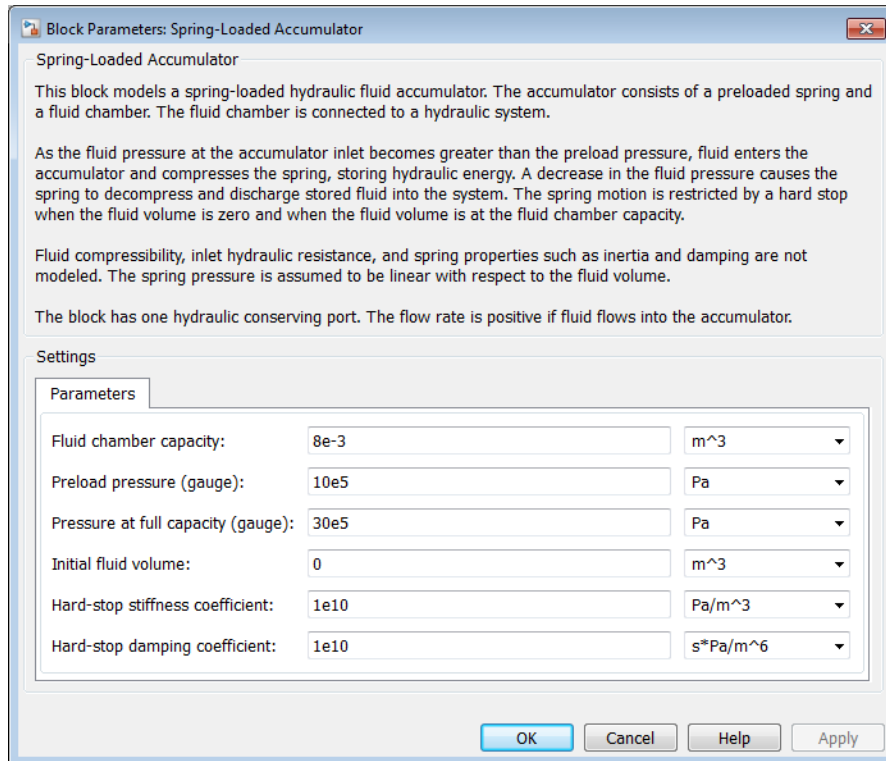 Block Parameters: Spring-Loaded Accumulator
Spring-Loaded Accumulator
This block models a spring-loaded hydraulic fluid accumulator. The accumulator consists of a preloaded spring and
a fluid chamber. The fluid chamber is connected to a hydraulic system.
As the fluid pressure at the accumulator inlet becomes greater than the preload pressure, fluid enters the
accumulator and compresses the spring, storing hydraulic energy. A decrease in the fluid pressure causes the
spring to decompress and discharge stored fluid into the system. The spring motion is restricted by a hard stop
when the fluid volume is zero and when the fluid volume is at the fluid chamber capacity.
Fluid compressibility, inlet hydraulic resistance, and spring properties such as inertia and damping are not
modeled. The spring pressure is assumed to be linear with respect to the fluid volume.
The block has one hydraulic conserving port. The flow rate is positive if fluid flows into the accumulator.
Settings
Parameters
Fluid chamber capacity: 8e-3 m^3
Preload pressure (gauge): 10e5 Pa
Pressure at full capacity (gauge): 30e5 Pa
Initial fluid volume: 0 m^3
Hard-stop stiffness coefficient: 1e10 Pa/m^3
Hard-stop damping coefficient: 1e10 s*Pa/m^6
OK Cancel Help Apply